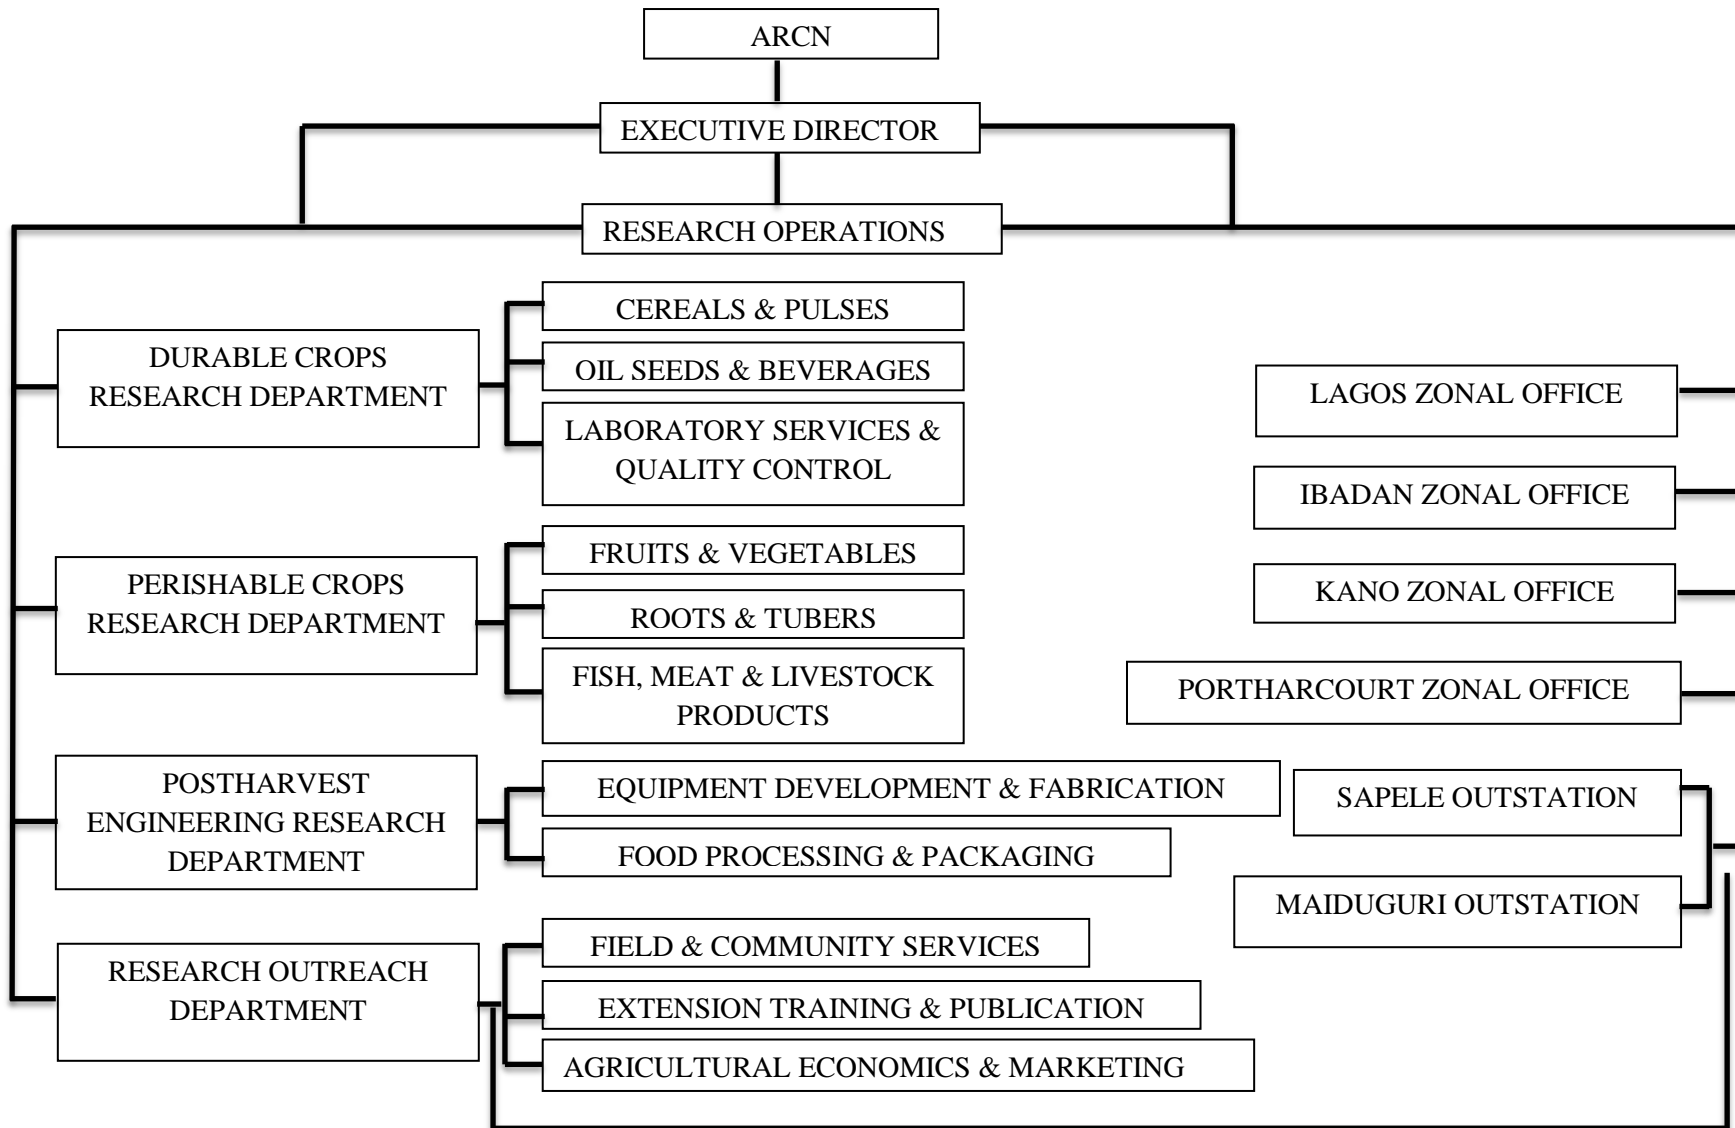 ARCN
EXECUTIVE DIRECTOR
RESEARCH OPERATIONS
DURABLE CROPS
RESEARCH DEPARTMENT
CEREALS & PULSES
OIL SEEDS & BEVERAGES
LABORATORY SERVICES &
QUALITY CONTROL
PERISHABLE CROPS
RESEARCH DEPARTMENT
FRUITS & VEGETABLES
ROOTS & TUBERS
FISH, MEAT & LIVESTOCK
PRODUCTS
POSTHARVEST
ENGINEERING RESEARCH
DEPARTMENT
EQUIPMENT DEVELOPMENT & FABRICATION
FOOD PROCESSING & PACKAGING
RESEARCH OUTREACH
DEPARTMENT
FIELD & COMMUNITY SERVICES
EXTENSION TRAINING & PUBLICATION
AGRICULTURAL ECONOMICS & MARKETING
LAGOS ZONAL OFFICE
IBADAN ZONAL OFFICE
KANO ZONAL OFFICE
PORTHARCOURT ZONAL OFFICE
SAPELE OUTSTATION
MAIDUGURI OUTSTATION